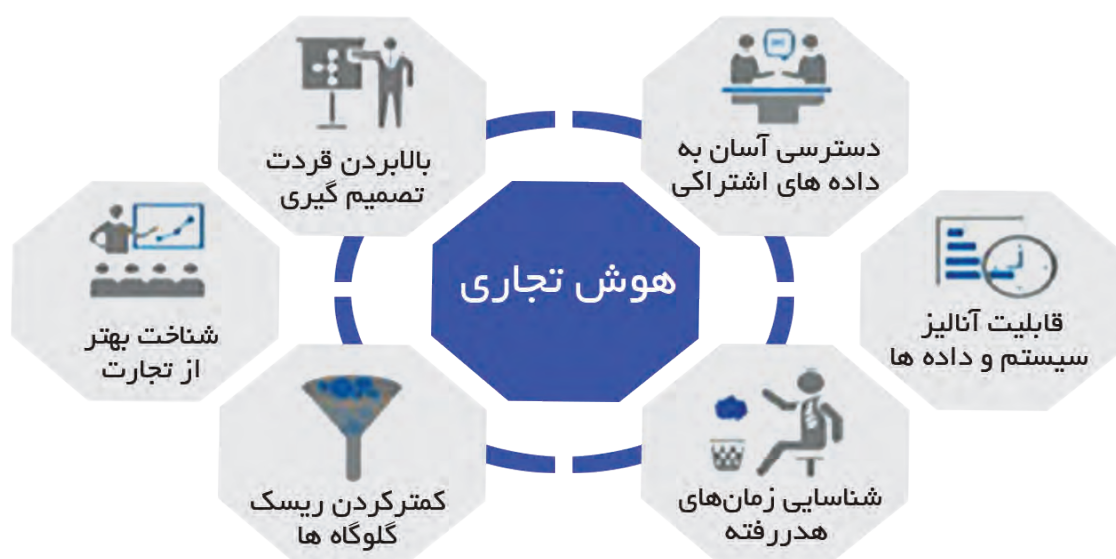 دسترسی آسان به
داده های اشتراکی
بالابردن قردت
تصمیم گیری
قابلیت آنالیز
سیستم و داده ها
هوش تجاری
شناخت بهتر
از تجارت
شناسایی زمان‌های
هدررفته
کمترکردن ریسک
گلوگاه ها